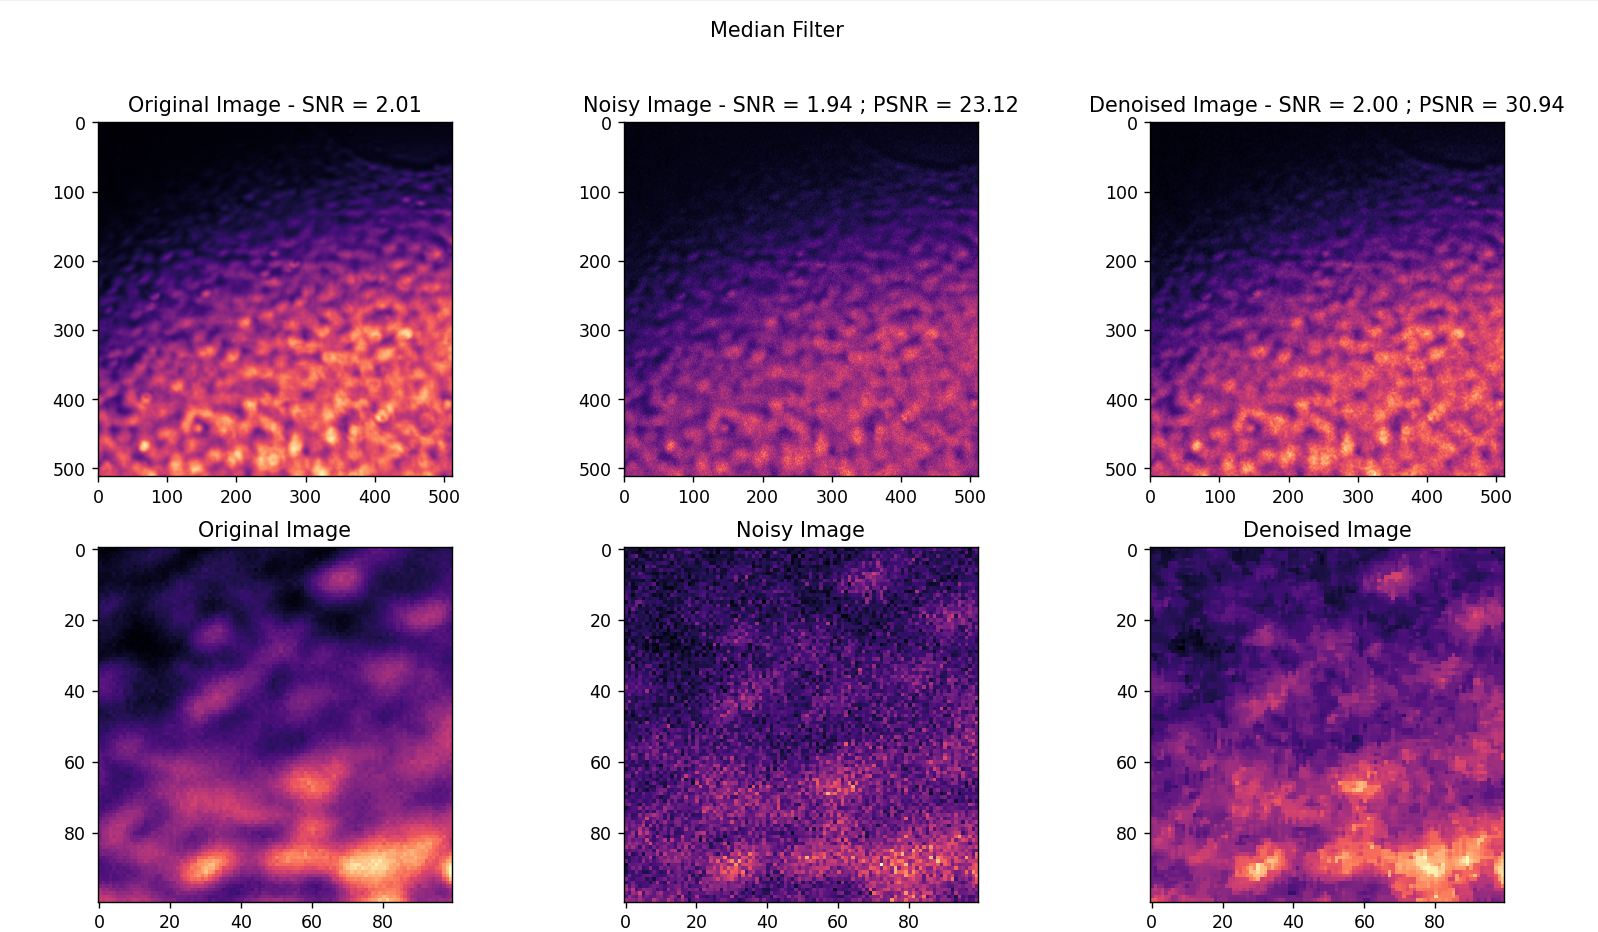 Median Filter
Original Image - SNR = 2.01
Noisy Image - SNR = 1.94 ; PSNR = 23.12
Denoised Image - SNR = 2.00 ; PSNR = 30.94
0
100
200
300
400
500
0 100 200 300 400 500
0
100
200
300
400
500
0 100 200 300 400 500
0
100
200
300
400
500
0 100 200 300 400 500
Original Image
Noisy Image
Denoised Image
0
20
40
60
80
0 20 40 60 80
0
20
40
60
80
0 20 40 60 80
0
20
40
60
80
0 20 40 60 80